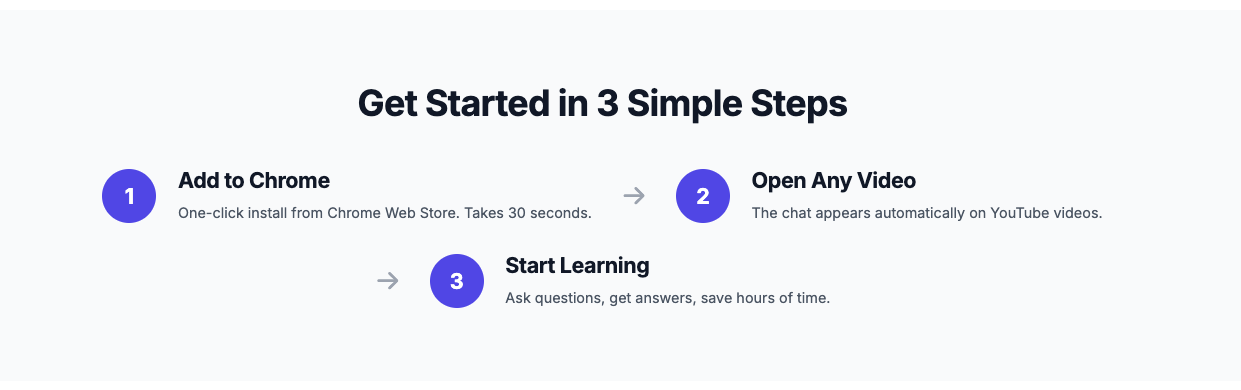 Get Started in 3 Simple Steps
1
Add to Chrome
One-click install from Chrome Web Store. Takes 30 seconds.
→
2
Open Any Video
The chat appears automatically on YouTube videos.
→
3
Start Learning
Ask questions, get answers, save hours of time.